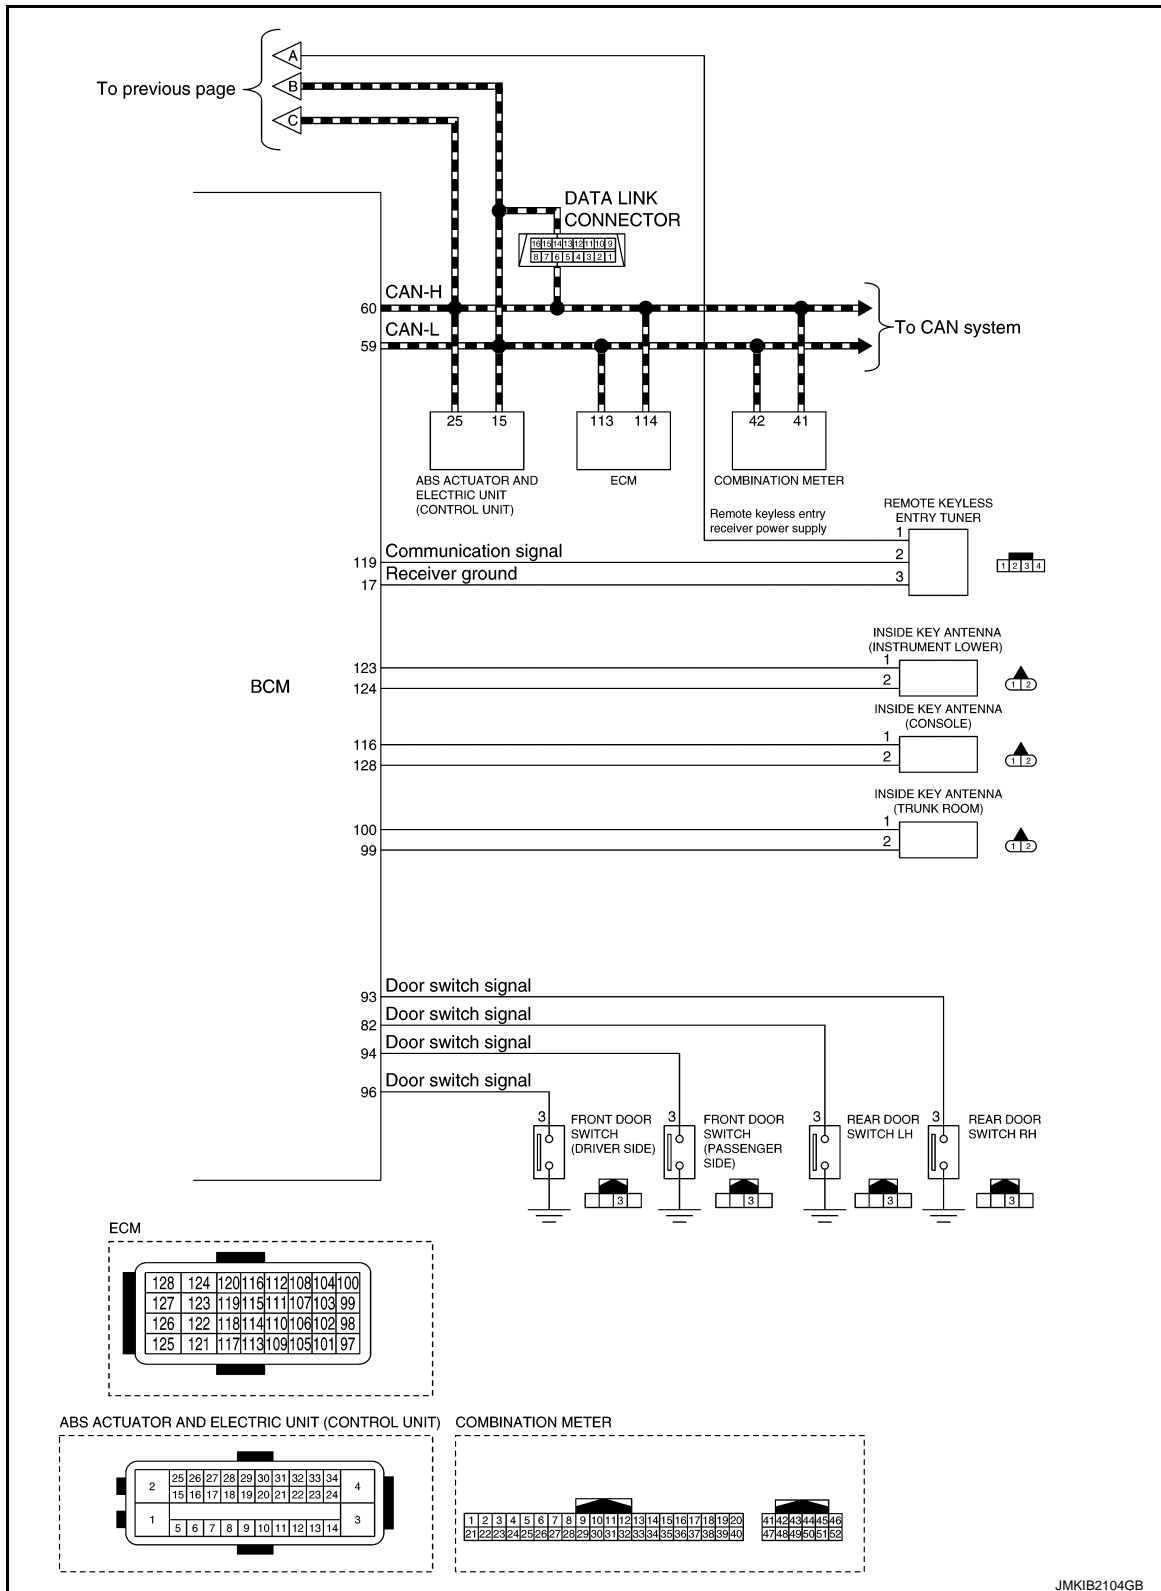 A
To previous page
B
C
DATA LINK
CONNECTOR
16 15 14 13 12 11 10 9
8 7 6 5 4 3 2 1
CAN-H
60
CAN-L
59
To CAN system
25 15
113 114
42 41
ABS ACTUATOR AND
ELECTRIC UNIT
(CONTROL UNIT)
ECM
COMBINATION METER
Remote keyless entry
receiver power supply
REMOTE KEYLESS
ENTRY TUNER
1
2
3
1 2 3 4
119
Communication signal
17
Receiver ground
BCM
INSIDE KEY ANTENNA
(INSTRUMENT LOWER)
123
1
124
2
1 2
INSIDE KEY ANTENNA
(CONSOLE)
116
1
128
2
1 2
INSIDE KEY ANTENNA
(TRUNK ROOM)
100
1
99
2
1 2
Door switch signal
93
Door switch signal
82
Door switch signal
94
Door switch signal
96
3
FRONT DOOR
SWITCH
(DRIVER SIDE)
3
3
FRONT DOOR
SWITCH
(PASSENGER
SIDE)
3
3
REAR DOOR
SWITCH LH
3
3
REAR DOOR
SWITCH RH
3
ECM
128 124 120 116 112 108 104 100
127 123 119 115 111 107 103 99
126 122 118 114 110 106 102 98
125 121 117 113 109 105 101 97
ABS ACTUATOR AND ELECTRIC UNIT (CONTROL UNIT)
2 25 26 27 28 29 30 31 32 33 34 4
15 16 17 18 19 20 21 22 23 24
1 5 6 7 8 9 10 11 12 13 14 3
COMBINATION METER
1 2 3 4 5 6 7 8 9 10 11 12 13 14 15 16 17 18 19 20
21 22 23 24 25 26 27 28 29 30 31 32 33 34 35 36 37 38 39 40
41 42 43 44 45 46
47 48 49 50 51 52
JMKIB2104GB